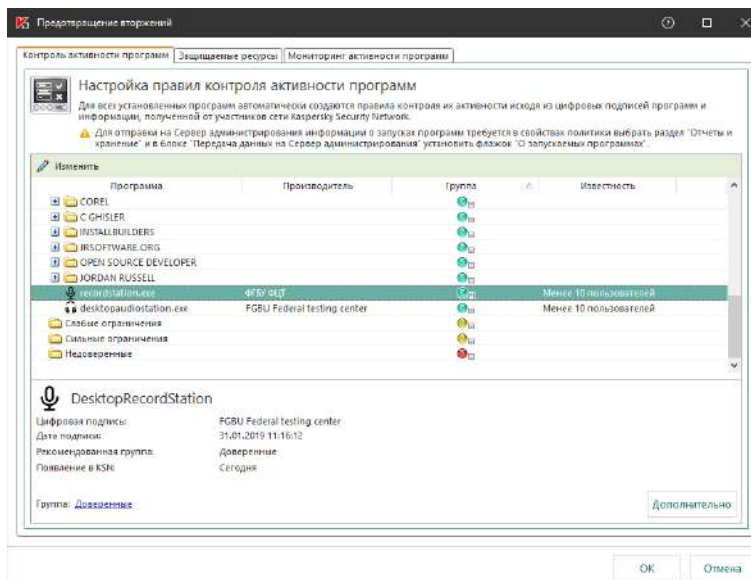 Предотвращение вторжений
Контроль активности программ Защищаемые ресурсы Мониторинг активности программ
Настройка правил контроля активности программ
Для всех установленных программ автоматически создаются правила контроля их активности исходя из цифровых подписей программ и
информации, полученной от участников сети Kaspersky Security Network.
Для отправки на Сервер администрирования информации о запусках программ требуется в свойствах политики выбрать раздел "Отчеты и
хранение" и в блоке "Передача данных на Сервер администрирования" установить флажок "О запускаемых программах".
Изменить
Программа Производитель Группа Известность
COREL
C GHISLER
INSTALLBUILDERS
IRSOFTWARE.ORG
OPEN SOURCE DEVELOPER
JORDAN RUSSELL
recordstation.exe ФГБУ ФЦТ Менее 10 пользователей
desktopaudiostation.exe FGBU Federal testing center Менее 10 пользователей
Слабые ограничения
Сильные ограничения
Недоверенные
DesktopRecordStation
Цифровая подпись: FGBU Federal testing center
Дата подписи: 31.01.2019 11:16:12
Рекомендованная группа: Доверенные
Появление в KSN: Сегодня
Группа: Доверенные
Дополнительно
ОК Отмена